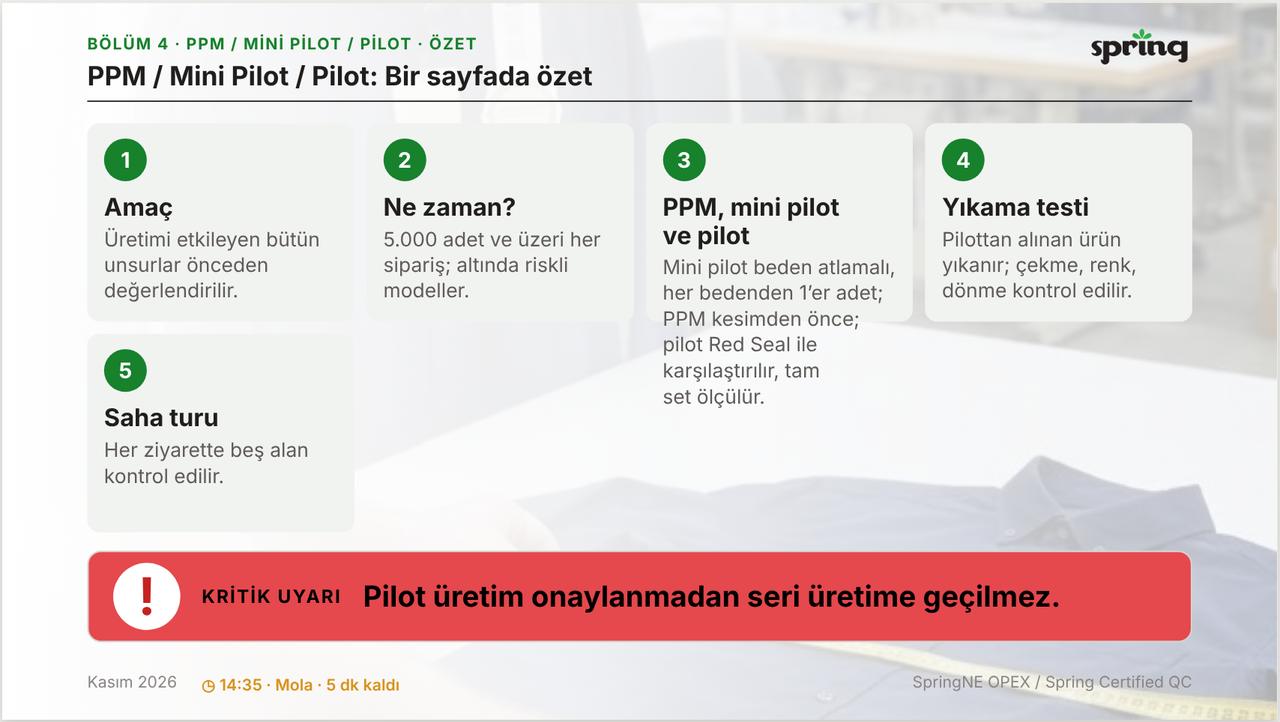 BÖLÜM 4 · PPM / MİNİ PİLOT / PİLOT · ÖZET
spring
PPM / Mini Pilot / Pilot: Bir sayfada özet
1
Amaç
Üretimi etkileyen bütün
unsurlar önceden
değerlendirilir.
2
Ne zaman?
5.000 adet ve üzeri her
sipariş; altında riskli
modeller.
3
PPM, mini pilot
ve pilot
Mini pilot beden atlamalı,
her bedenden 1’er adet;
PPM kesimden önce;
pilot Red Seal ile
karşılaştırılır, tam
set ölçülür.
4
Yıkama testi
Pilottan alınan ürün
yıkanır; çekme, renk,
dönme kontrol edilir.
5
Saha turu
Her ziyarette beş alan
kontrol edilir.
! KRİTİK UYARI Pilot üretim onaylanmadan seri üretime geçilmez.
Kasım 2026 14:35 · Mola · 5 dk kaldı SpringNE OPEX / Spring Certified QC